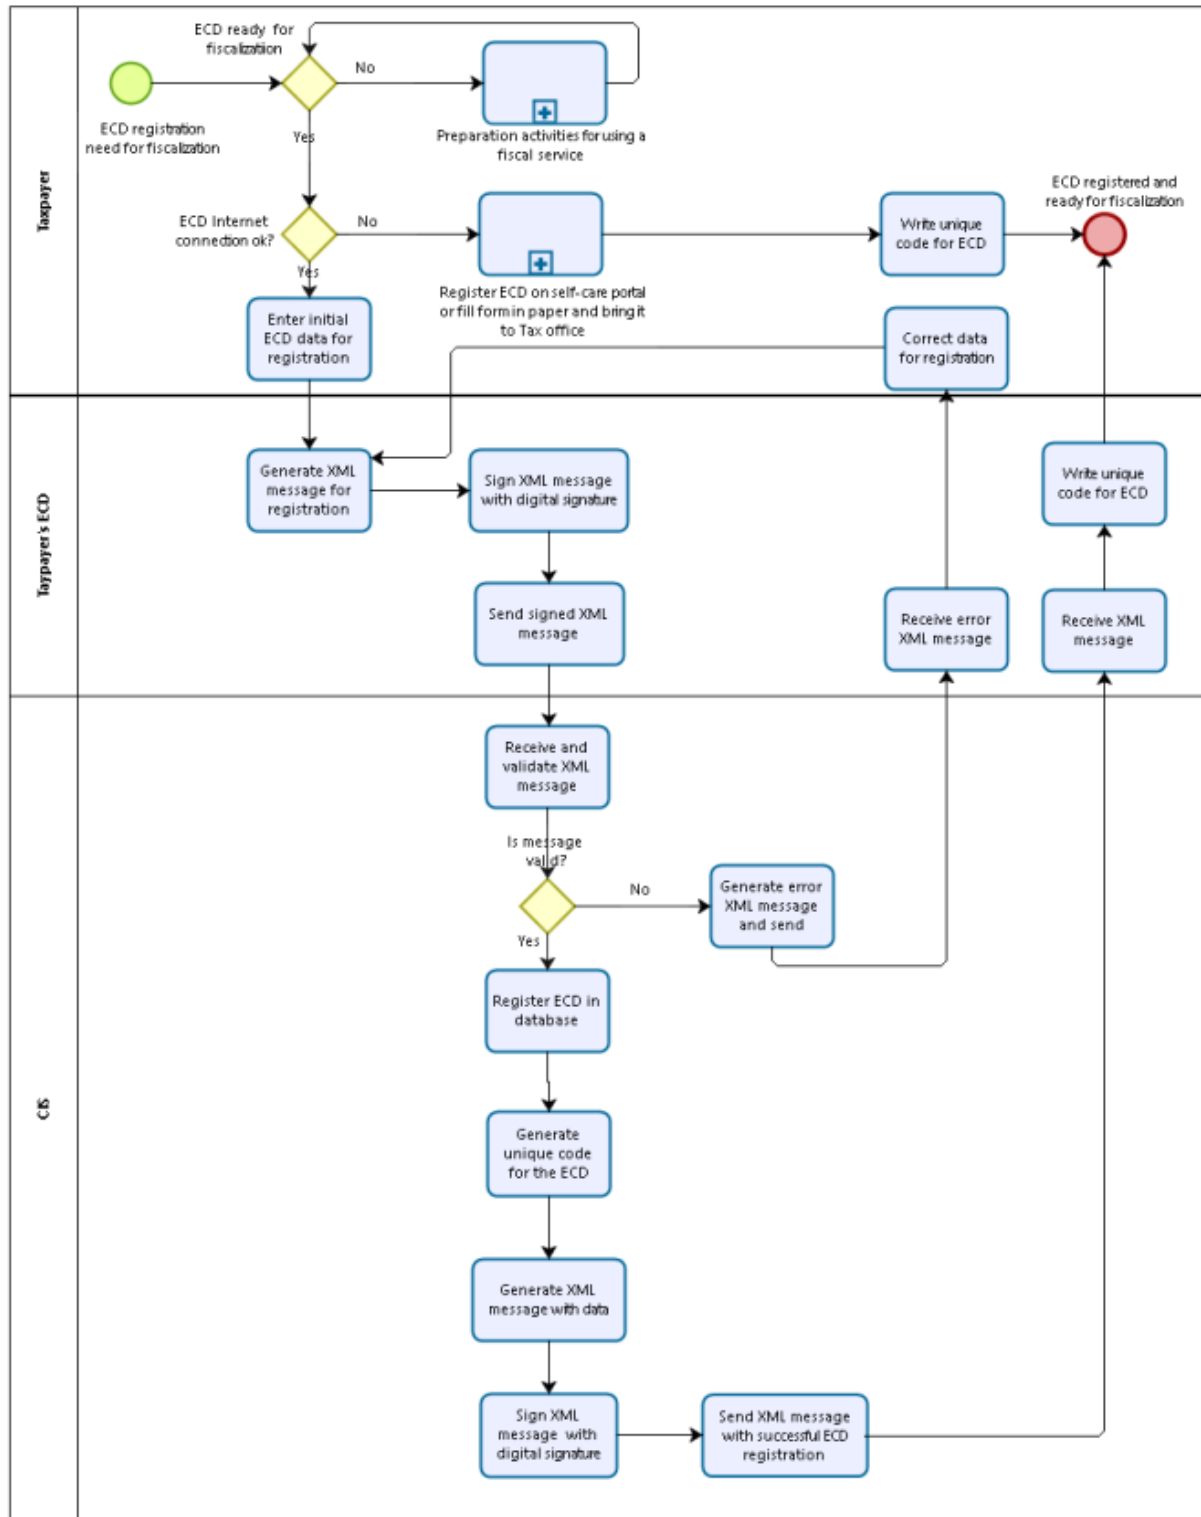 Taxpayer
ECD ready for
fiscalization
No
ECD registration
need for fiscalization
Yes
Preparation activities for using a
fiscal service
ECD registered and
ready for fiscalization
ECD Internet
connection ok?
No
Write unique
code for ECD
Yes
Register ECD on self-care portal
or fill form in paper and bring it
to Tax office
Enter initial
ECD data for
registration
Correct data
for registration
Taypayer's ECD
Generate XML
message for
registration
Sign XML message
with digital signature
Write unique
code for ECD
Send signed XML
message
Receive error
XML message
Receive XML
message
CIS
Receive and
validate XML
message
Is message
valid?
No
Generate error
XML message
and send
Yes
Register ECD in
database
Generate
unique code
for the ECD
Generate XML
message with data
Sign XML
message with
digital signature
Send XML message
with successful ECD
registration